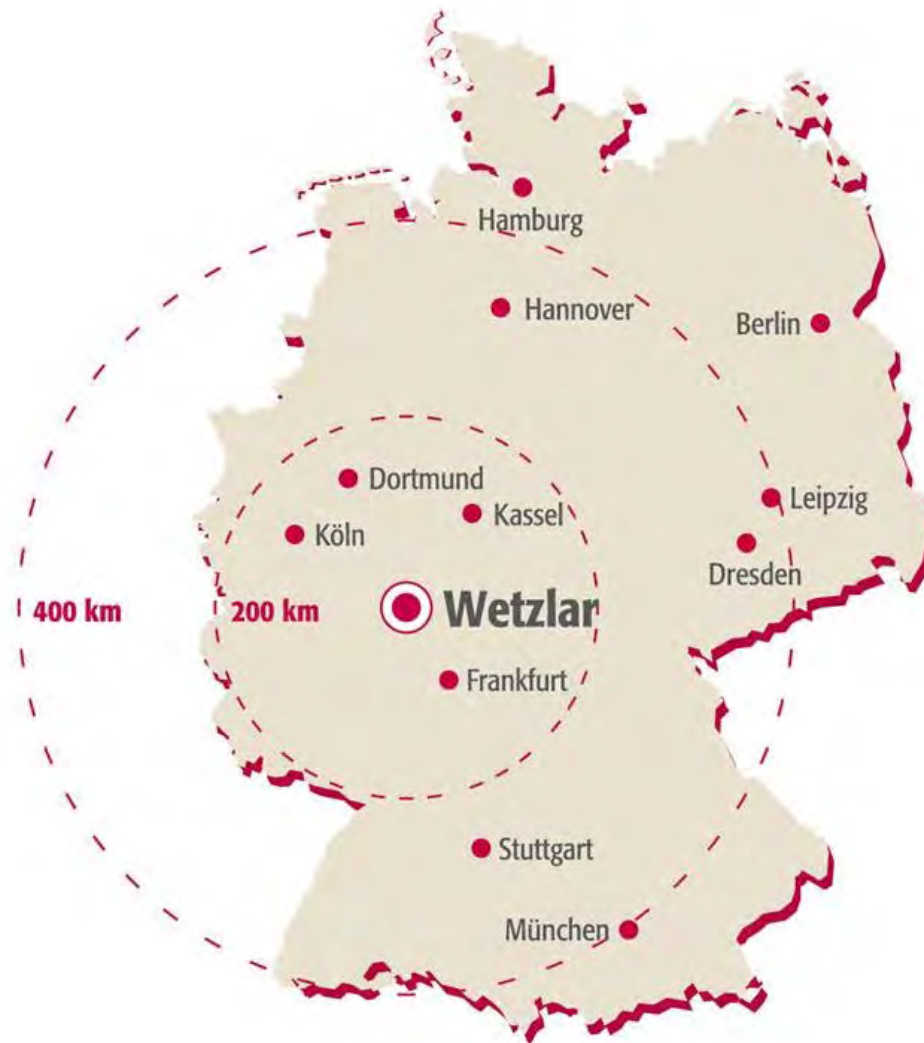 Hamburg
Hannover
Berlin
Dortmund
Leipzig
Kassel
Köln
Dresden
400 km
200 km
Wetzlar
Frankfurt
Stuttgart
München